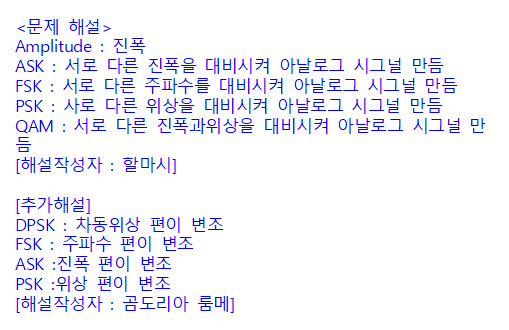 <문제 해설>
Amplitude : 진폭
ASK : 서로 다른 진폭을 대비시켜 아날로그 시그널 만듬
FSK : 서로 다른 주파수를 대비시켜 아날로그 시그널 만듬
PSK : 사로 다른 위상을 대비시켜 아날로그 시그널 만듬
QAM : 서로 다른 진폭과위상을 대비시켜 아날로그 시그널 만
듬
[해설작성자 : 할마시]

[추가해설]
DPSK : 차동위상 편이 변조
FSK : 주파수 편이 변조
ASK :진폭 편이 변조
PSK :위상 편이 변조
[해설작성자 : 곰도리아 룸메]